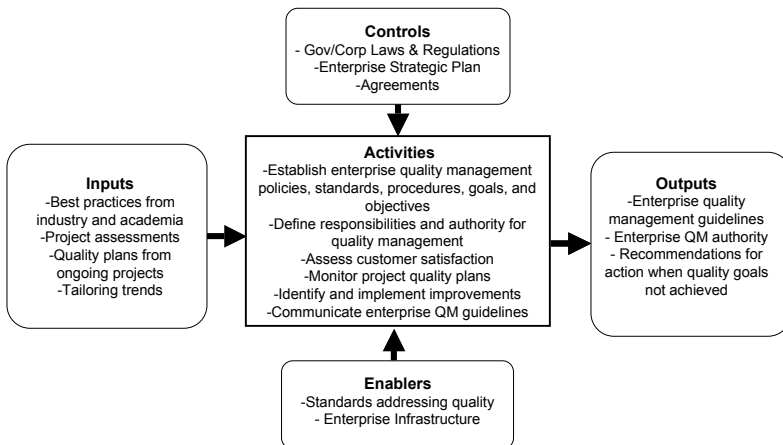 Controls
- Gov/Corp Laws & Regulations
-Enterprise Strategic Plan
-Agreements
Inputs
-Best practices from
industry and academia
-Project assessments
-Quality plans from
ongoing projects
-Tailoring trends
Activities
-Establish enterprise quality management
policies, standards, procedures, goals, and
objectives
-Define responsibilities and authority for
quality management
-Assess customer satisfaction
-Monitor project quality plans
-Identify and implement improvements
-Communicate enterprise QM guidelines
Outputs
-Enterprise quality
management guidelines
- Enterprise QM authority
- Recommendations for
action when quality goals
not achieved
Enablers
-Standards addressing quality
- Enterprise Infrastructure